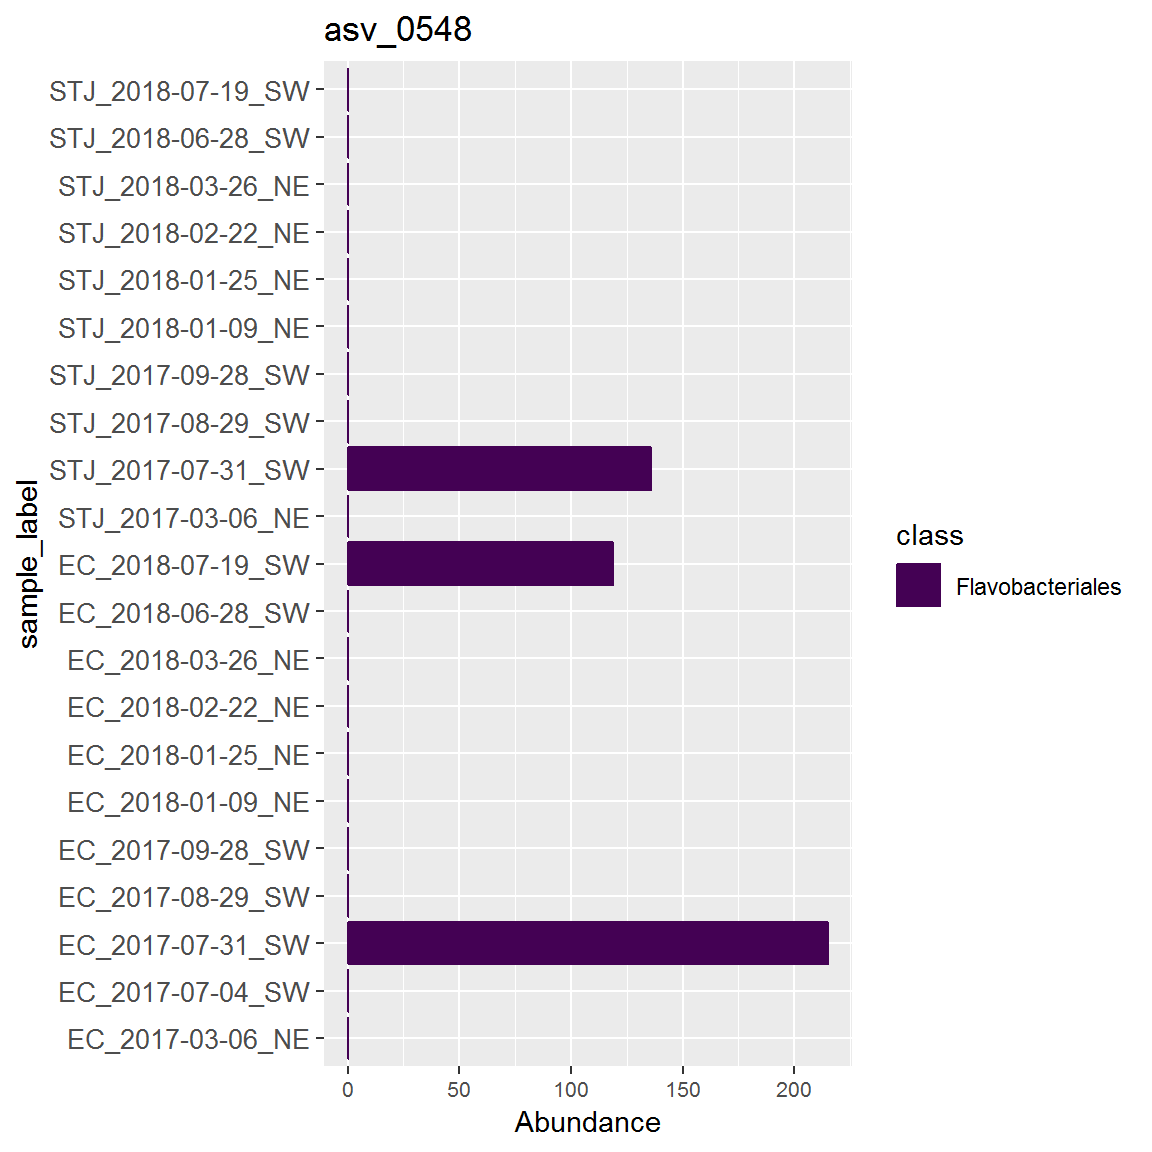 asv_0548
STJ_2018-07-19_SW
STJ_2018-06-28_SW
STJ_2018-03-26_NE
STJ_2018-02-22_NE
STJ_2018-01-25_NE
STJ_2018-01-09_NE
STJ_2017-09-28_SW
STJ_2017-08-29_SW
STJ_2017-07-31_SW
STJ_2017-03-06_NE
EC_2018-07-19_SW
EC_2018-06-28_SW
EC_2018-03-26_NE
EC_2018-02-22_NE
EC_2018-01-25_NE
EC_2018-01-09_NE
EC_2017-09-28_SW
EC_2017-08-29_SW
EC_2017-07-31_SW
EC_2017-07-04_SW
EC_2017-03-06_NE
sample_label
0 50 100 150 200
Abundance
class
Flavobacteriales